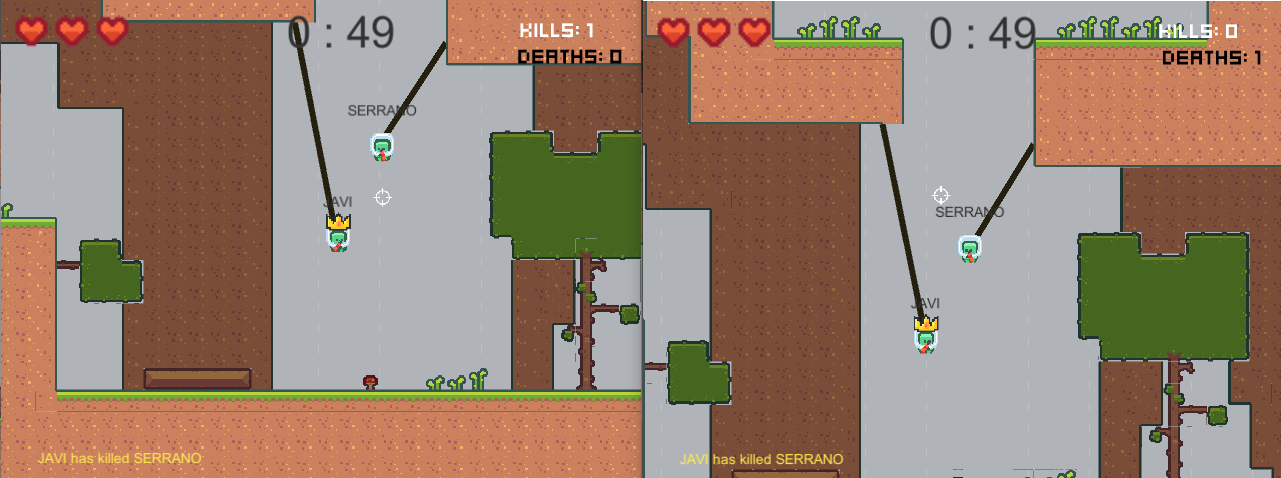 0 : 49
KILLS: 1
DEATHS: 0
SERRANO
JAVI
JAVI has killed SERRANO
0 : 49
KILLS: 0
DEATHS: 1
SERRANO
JAVI
JAVI has killed SERRANO